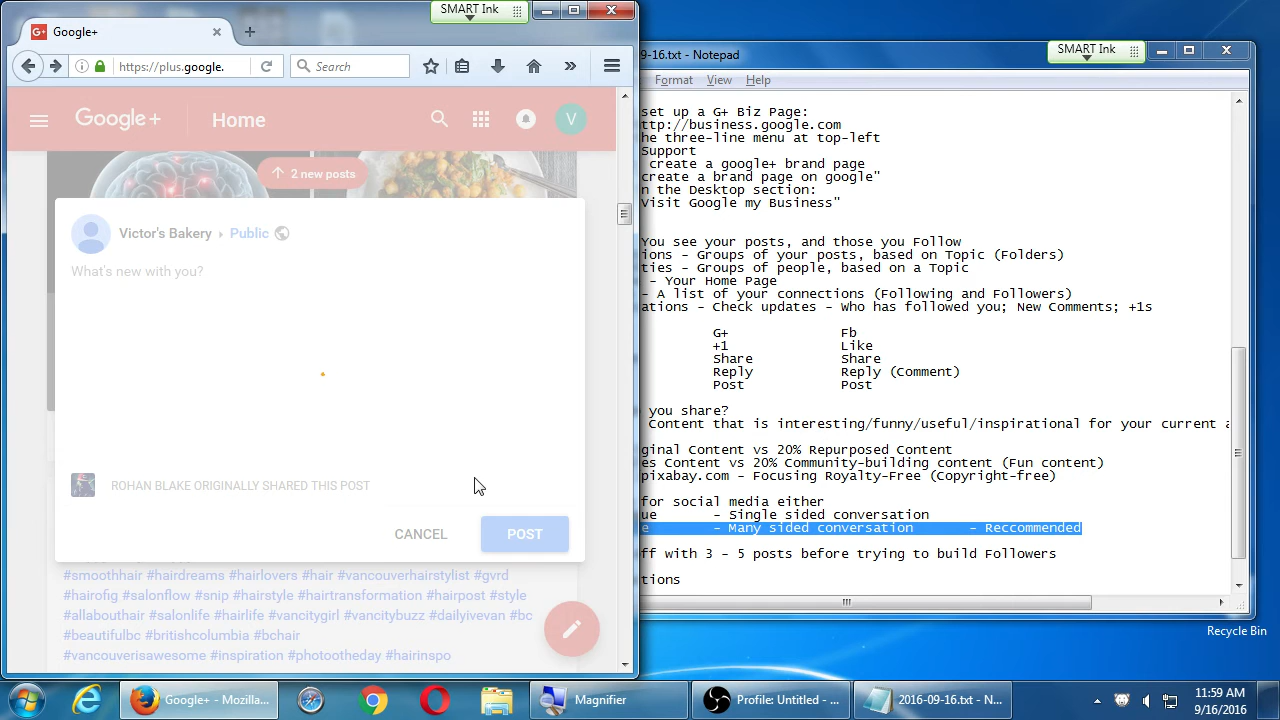 SMART Ink
Google+
https://plus.google.
Search
Google+
Home
V
2 new posts
Victor's Bakery
Public
What's new with you?
ROHAN BLAKE ORIGINALLY SHARED THIS POST
CANCEL
POST
#smoothhair #hairdreams #hairlovers #hair #vancouverhairstylist #gvrd
#hairofig #salonflow #snip #hairstyle #hairtransformation #hairpost #style
#allabouthair #salonlife #hairlife #vancitygirl #vancitybuzz #dailyivevan #bc
#beautifulbc #britishcolumbia #bchair
#vancouverisawesome #inspiration #photootheday #hairinspo
9-16.txt - Notepad
SMART Ink
Format View Help
set up a G+ Biz Page:
ttp://business.google.com
he three-line menu at top-left
Support
create a google+ brand page
create a brand page on google"
n the Desktop section:
Visit Google my Business"
You see your posts, and those you Follow
ions - Groups of your posts, based on Topic (Folders)
ties - Groups of people, based on a Topic
- Your Home Page
- A list of your connections (Following and Followers)
ations - Check updates - Who has followed you; New Comments; +1s
G+ Fb
+1 Like
Share Share
Reply Reply (Comment)
Post Post
you share?
Content that is interesting/funny/useful/inspirational for your current a
ginal Content vs 20% Repurposed Content
es Content vs 20% Community-building content (Fun content)
pixabay.com - Focusing Royalty-Free (Copyright-free)
for social media either
ue - Single sided conversation
e - Many sided conversation - Reccommended
ff with 3 - 5 posts before trying to build Followers
tions
Recycle Bin
Google+ - Mozilla...
Magnifier
Profile: Untitled - ...
2016-09-16.txt - N...
11:59 AM
9/16/2016